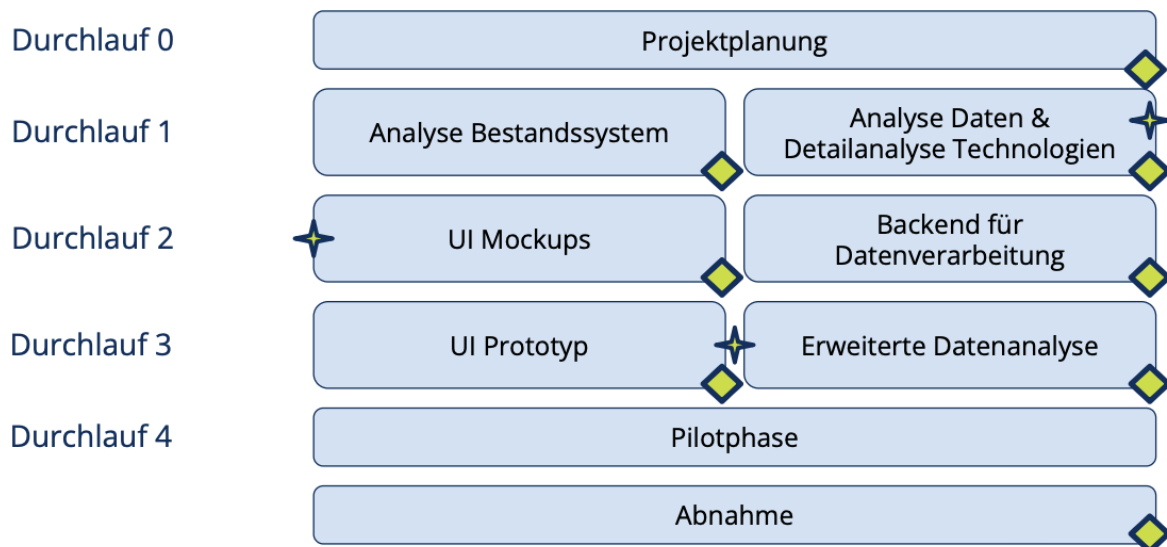 Durchlauf 0
Projektplanung
Durchlauf 1
Analyse Bestandssystem
Analyse Daten &
Detailanalyse Technologien
Durchlauf 2
UI Mockups
Backend für
Datenverarbeitung
Durchlauf 3
UI Prototyp
Erweiterte Datenanalyse
Durchlauf 4
Pilotphase
Abnahme